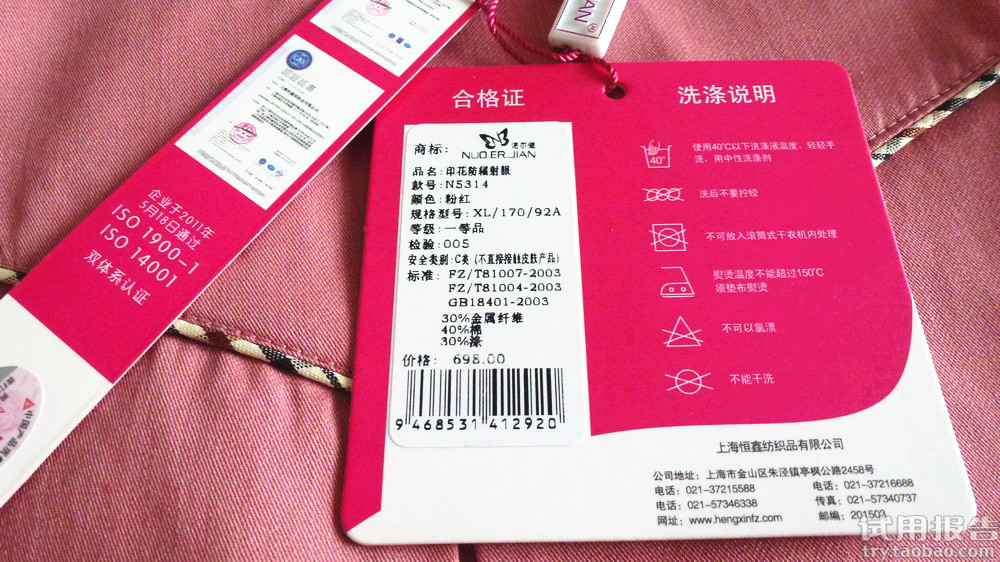 企业于2011年
5月18日通过
ISO 1900-1
ISO 14001
双体系认证
中国产品质
AN
合格证
商标:
诺尔健
NUO ER JIAN
品名:印花防辐射服
款号:N5314
颜色:粉红
规格型号:XL/170/92A
等级:一等品
检验:005
安全类别:C类(不直接接触皮肤产品)
标准: FZ/T81007-2003
FZ/T81004-2003
GB18401-2003
30%金属纤维
40%棉
30%涤
价格: 698.00
9 468531 412920
洗涤说明
40°
使用40℃以下洗涤液温度,轻轻手
洗,用中性洗涤剂
洗后不要拧绞
不可放入滚筒式干衣机内处理
熨烫温度不能超过150℃
须垫布熨烫
不可以氯漂
不能干洗
上海恒鑫纺织品有限公司
公司地址:上海市金山区朱泾镇亭枫公路2458号
电话:021-37215588 电话:021-37216688
电话:021-57346338 传真:021-57340737
网址:www.hengxinfz.com 邮编:201503
试用报告
try.taobao.com